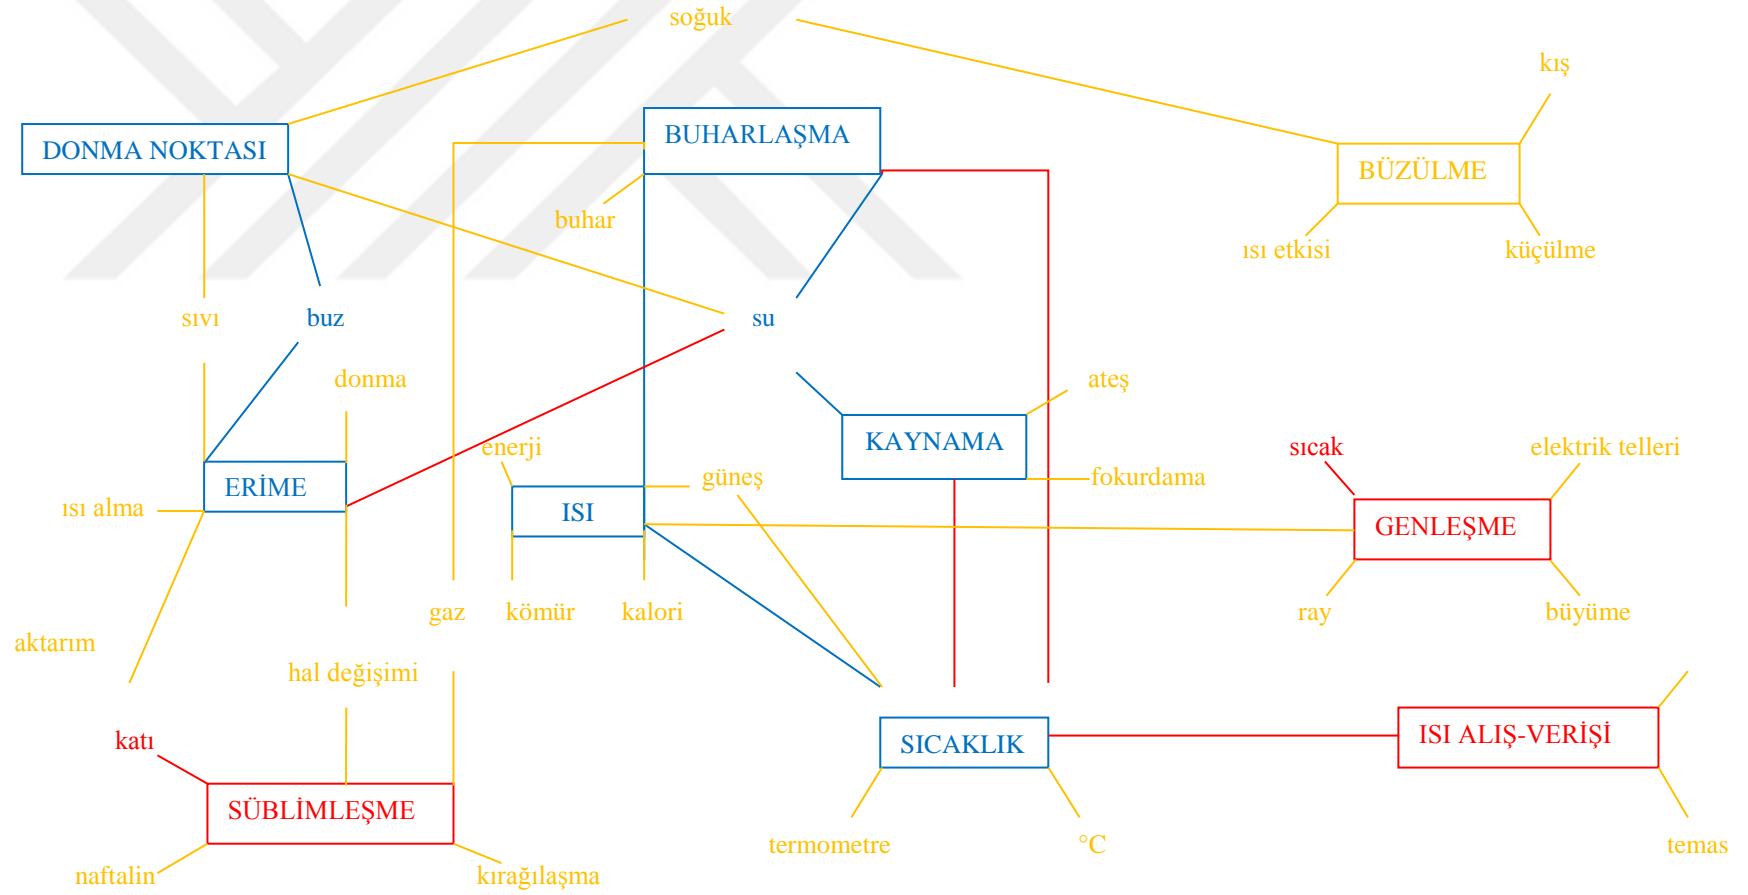 soğuk
kış
DONMA NOKTASI
BUHARLAŞMA
BÜZÜLME
buhar
ısı etkisi
küçülme
sıvı
buz
su
donma
ateş
KAYNAMA
enerji
sıcak
elektrik telleri
güneş
fokurdama
ERİME
ısı alma
ISI
GENLEŞME
gaz
kömür
kalori
ray
büyüme
aktarım
hal değişimi
katı
SICAKLIK
ISI ALIŞ-VERİŞİ
SÜBLİMLEŞME
termometre
°C
temas
naftalin
kırağılaşma